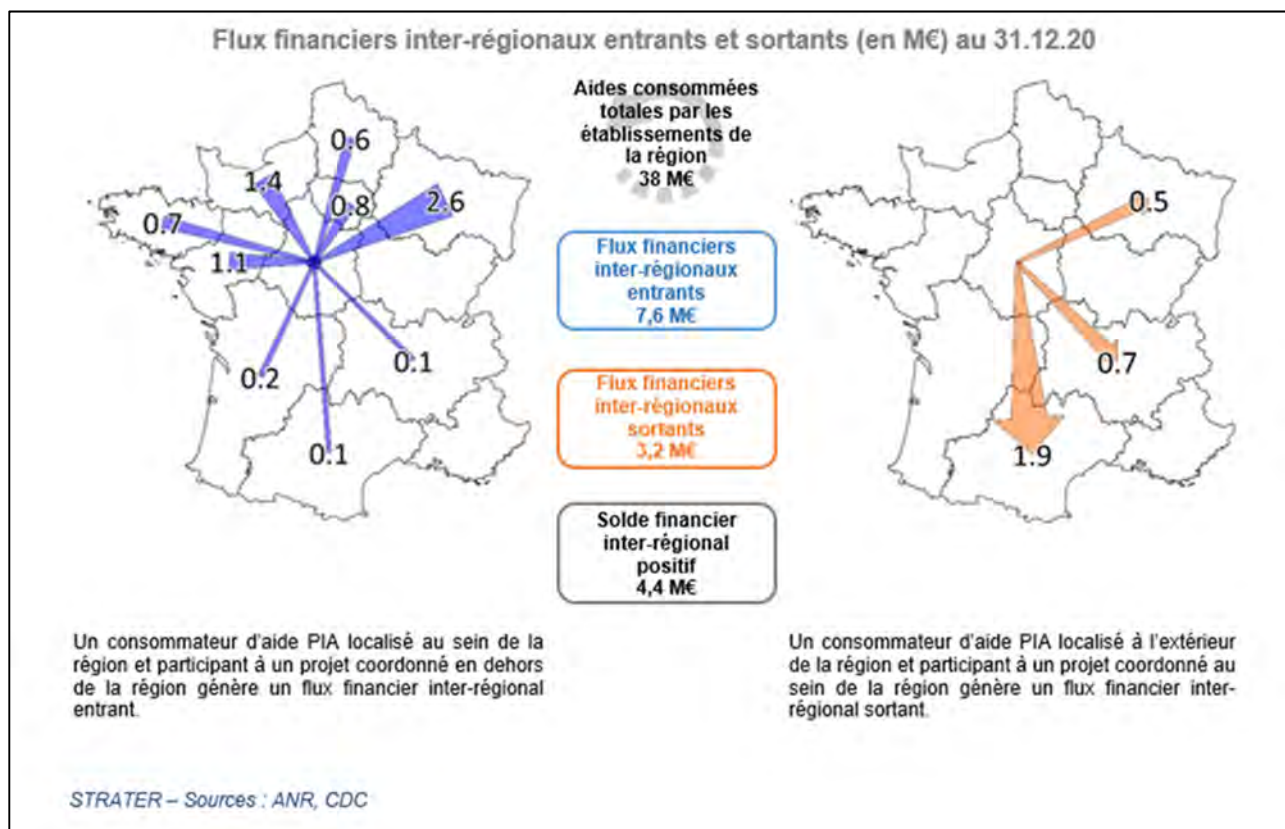 Flux financiers inter-régionaux entrants et sortants (en M€) au 31.12.20
0.6
1.4
0.8
2.6
0.7
1.1
0.2
0.1
0.1
Aides consommées
totales par les
établissements de
la région
38 M€
Flux financiers
inter-régionaux
entrants
7,6 M€
Flux financiers
inter-régionaux
sortants
3,2 M€
Solde financier
inter-régional
positif
4,4 M€
0.5
0.7
1.9
Un consommateur d'aide PIA localisé au sein de la
région et participant à un projet coordonné en dehors
de la région génère un flux financier inter-régional
entrant.
Un consommateur d'aide PIA localisé à l'extérieur
de la région et participant à un projet coordonné au
sein de la région génère un flux financier inter-
régional sortant.
STRATER – Sources : ANR, CDC